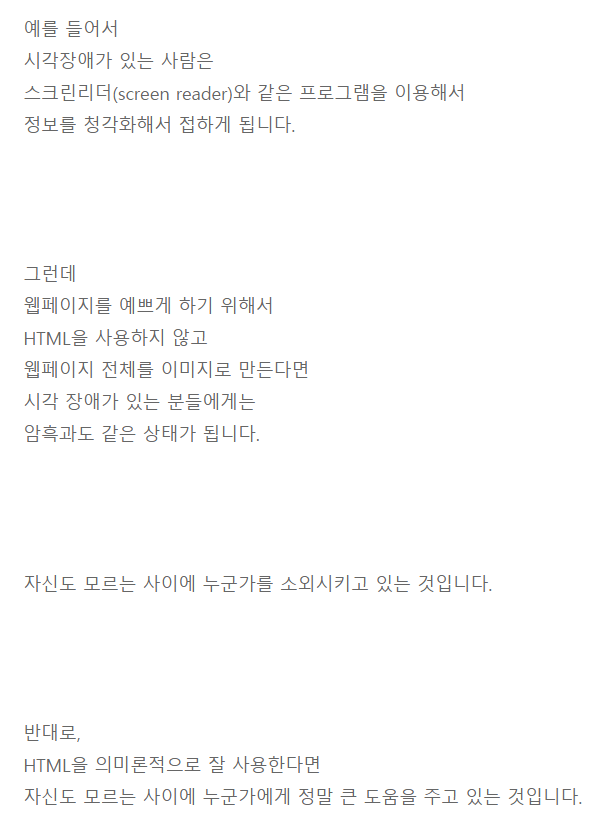 예를 들어서
시각장애가 있는 사람은
스크린리더(screen reader)와 같은 프로그램을 이용해서
정보를 청각화해서 접하게 됩니다.
그런데
웹페이지를 예쁘게 하기 위해서
HTML을 사용하지 않고
웹페이지 전체를 이미지로 만든다면
시각 장애가 있는 분들에게는
암흑과도 같은 상태가 됩니다.
자신도 모르는 사이에 누군가를 소외시키고 있는 것입니다.
반대로,
HTML을 의미론적으로 잘 사용한다면
자신도 모르는 사이에 누군가에게 정말 큰 도움을 주고 있는 것입니다.